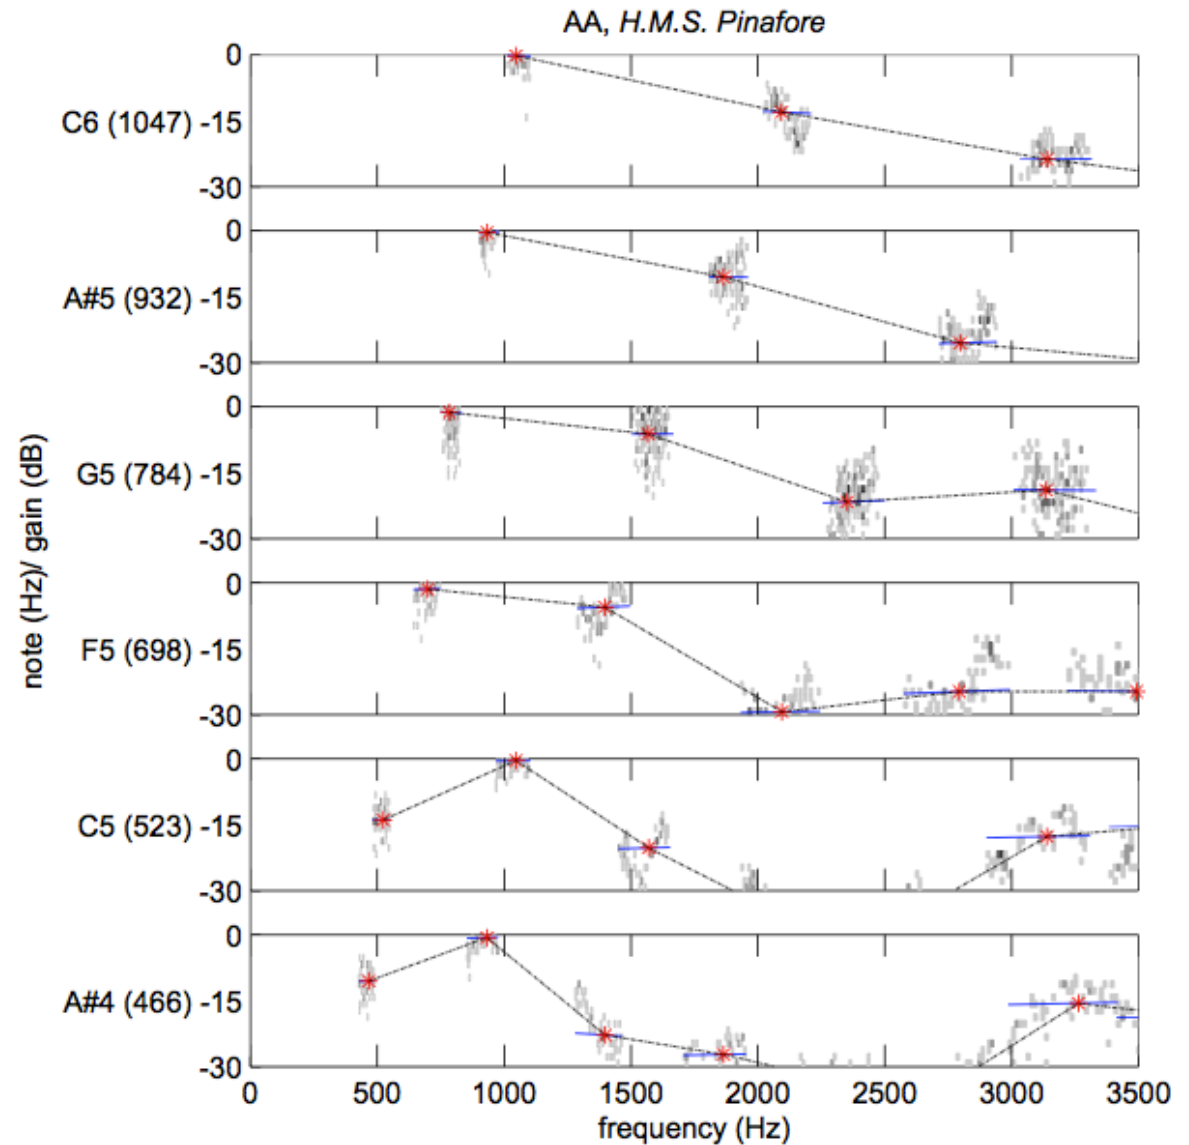 AA, H.M.S. Pinafore
0
C6 (1047) -15
-30
0
A#5 (932) -15
-30
0
G5 (784) -15
-30
0
F5 (698) -15
-30
0
C5 (523) -15
-30
0
A#4 (466) -15
-30
note (Hz)/ gain (dB)
0 500 1000 1500 2000 2500 3000 3500
frequency (Hz)